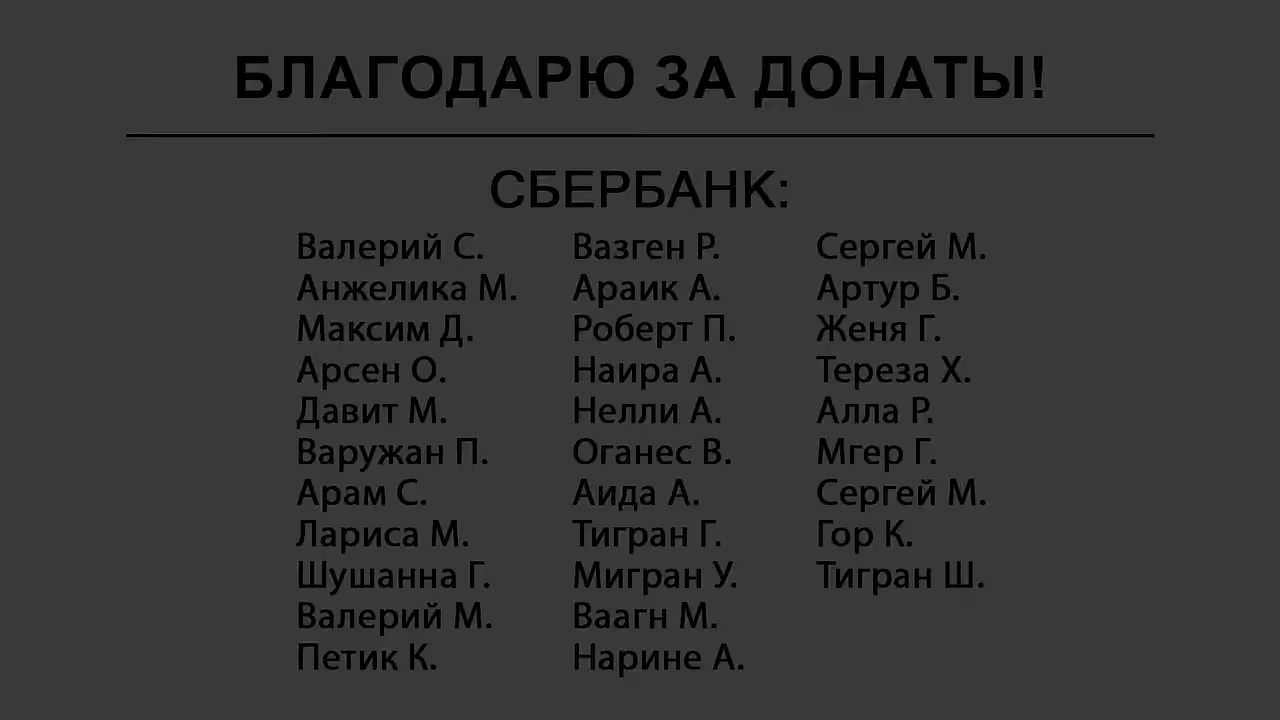 БЛАГОДАРЮ ЗА ДОНАТЫ!
СБЕРБАНК:
Валерий С.
Анжелика М.
Максим Д.
Арсен О.
Давит М.
Варужан П.
Арам С.
Лариса М.
Шушанна Г.
Валерий М.
Петик К.
Вазген Р.
Араик А.
Роберт П.
Наира А.
Нелли А.
Оганес В.
Аида А.
Тигран Г.
Мигран У.
Ваагн М.
Нарине А.
Сергей М.
Артур Б.
Женя Г.
Тереза Х.
Алла Р.
Мгер Г.
Сергей М.
Гор К.
Тигран Ш.